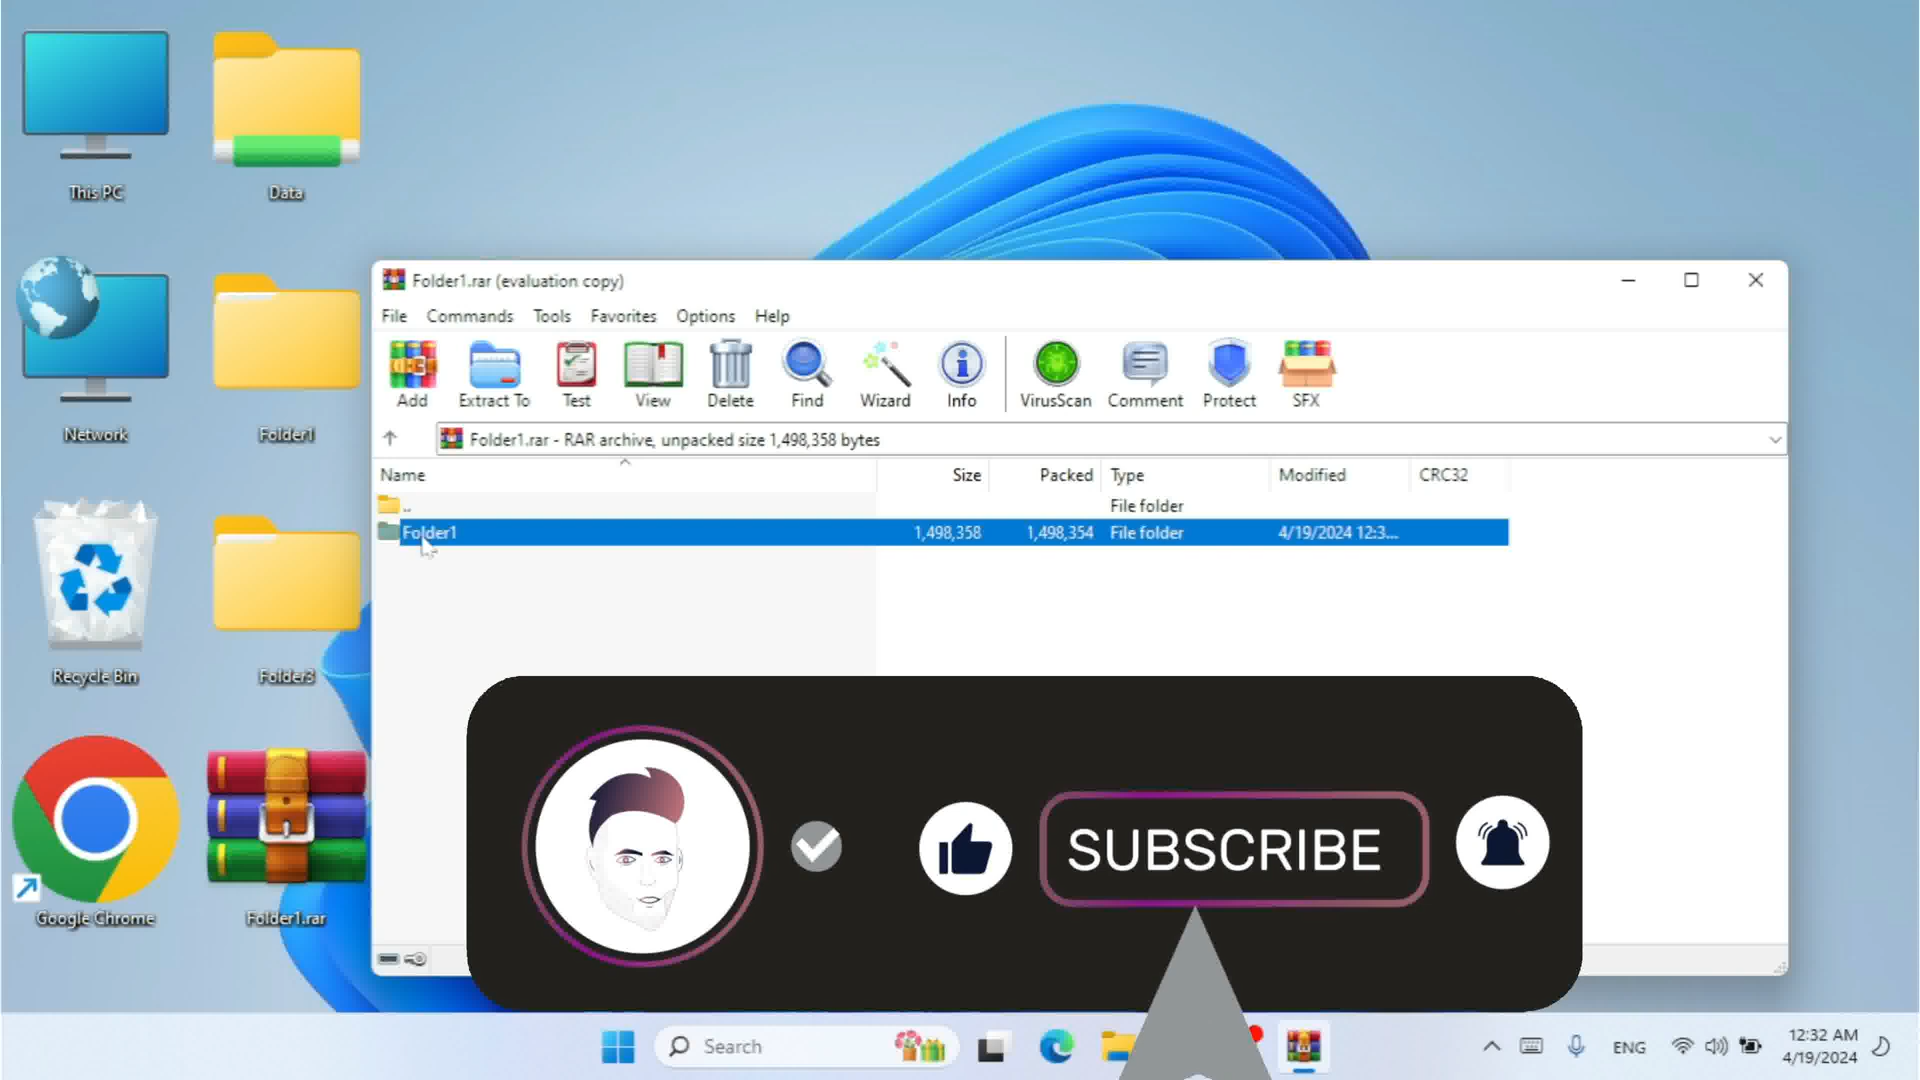 This PC
Data
Network
Folder1
Recycle Bin
Folder3
Google Chrome
Folder1.rar
Folder1.rar (evaluation copy)
File Commands Tools Favorites Options Help
Add Extract To Test View Delete Find Wizard Info VirusScan Comment Protect SFX
Folder1.rar - RAR archive, unpacked size 1,498,358 bytes
Name Size Packed Type Modified CRC32
.. File folder
Folder1 1,498,358 1,498,354 File folder 4/19/2024 12:3...
SUBSCRIBE
Search
ENG
12:32 AM
4/19/2024